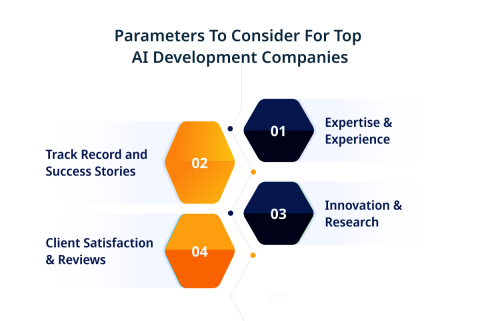 Parameters To Consider For Top
AI Development Companies
01
Expertise &
Experience
02
Track Record and
Success Stories
03
Innovation &
Research
04
Client Satisfaction
& Reviews
05